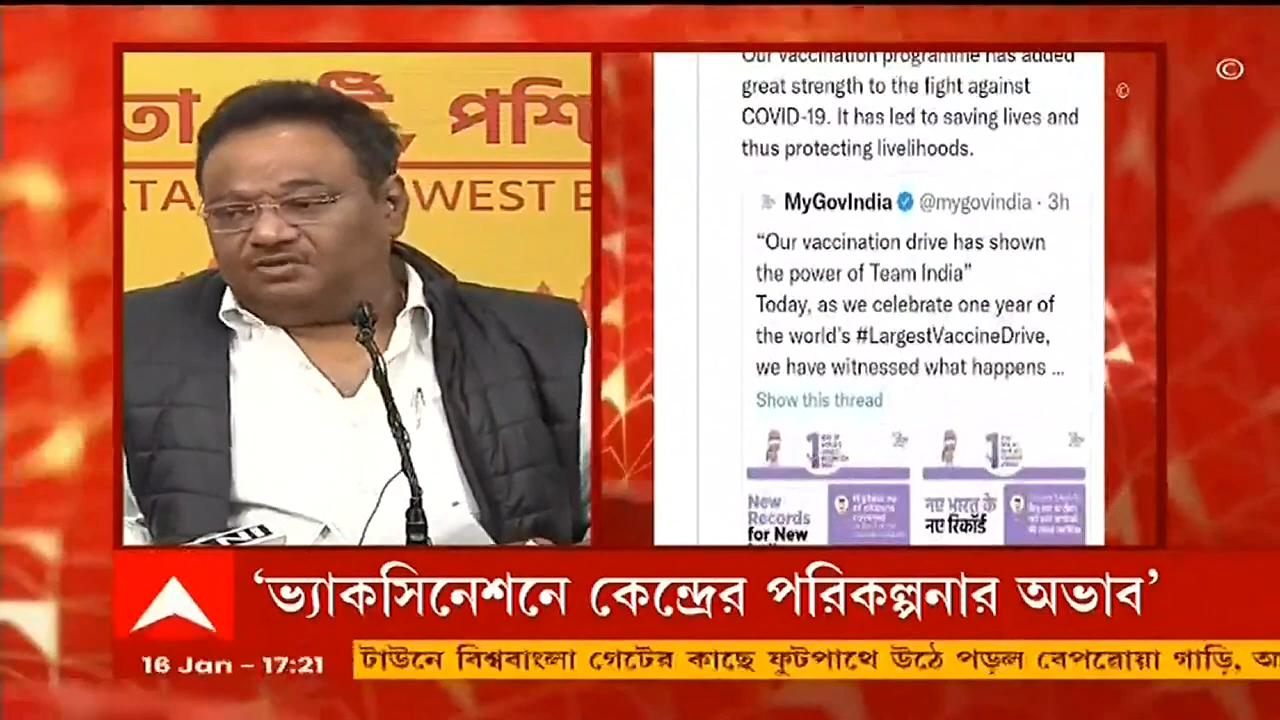 তা
পার্টি, পশ্চি
ATA
WEST B
ANI
©
©
Our vaccination programme has added
great strength to the fight against
COVID-19. It has led to saving lives and
thus protecting livelihoods.
MyGovIndia @mygovindia · 3h
“Our vaccination drive has shown
the power of Team India”
Today, as we celebrate one year of
the world's #LargestVaccineDrive,
we have witnessed what happens ...
Show this thread
New
Records
for New
नए भारत के
नए रिकॉर्ड
‘ভ্যাকসিনেশনে কেন্দ্রের পরিকল্পনার অভাব’
16 Jan – 17:21
টাউনে বিশ্ববাংলা গেটের কাছে ফুটপাথে উঠে পড়ল বেপরোয়া গাড়ি,